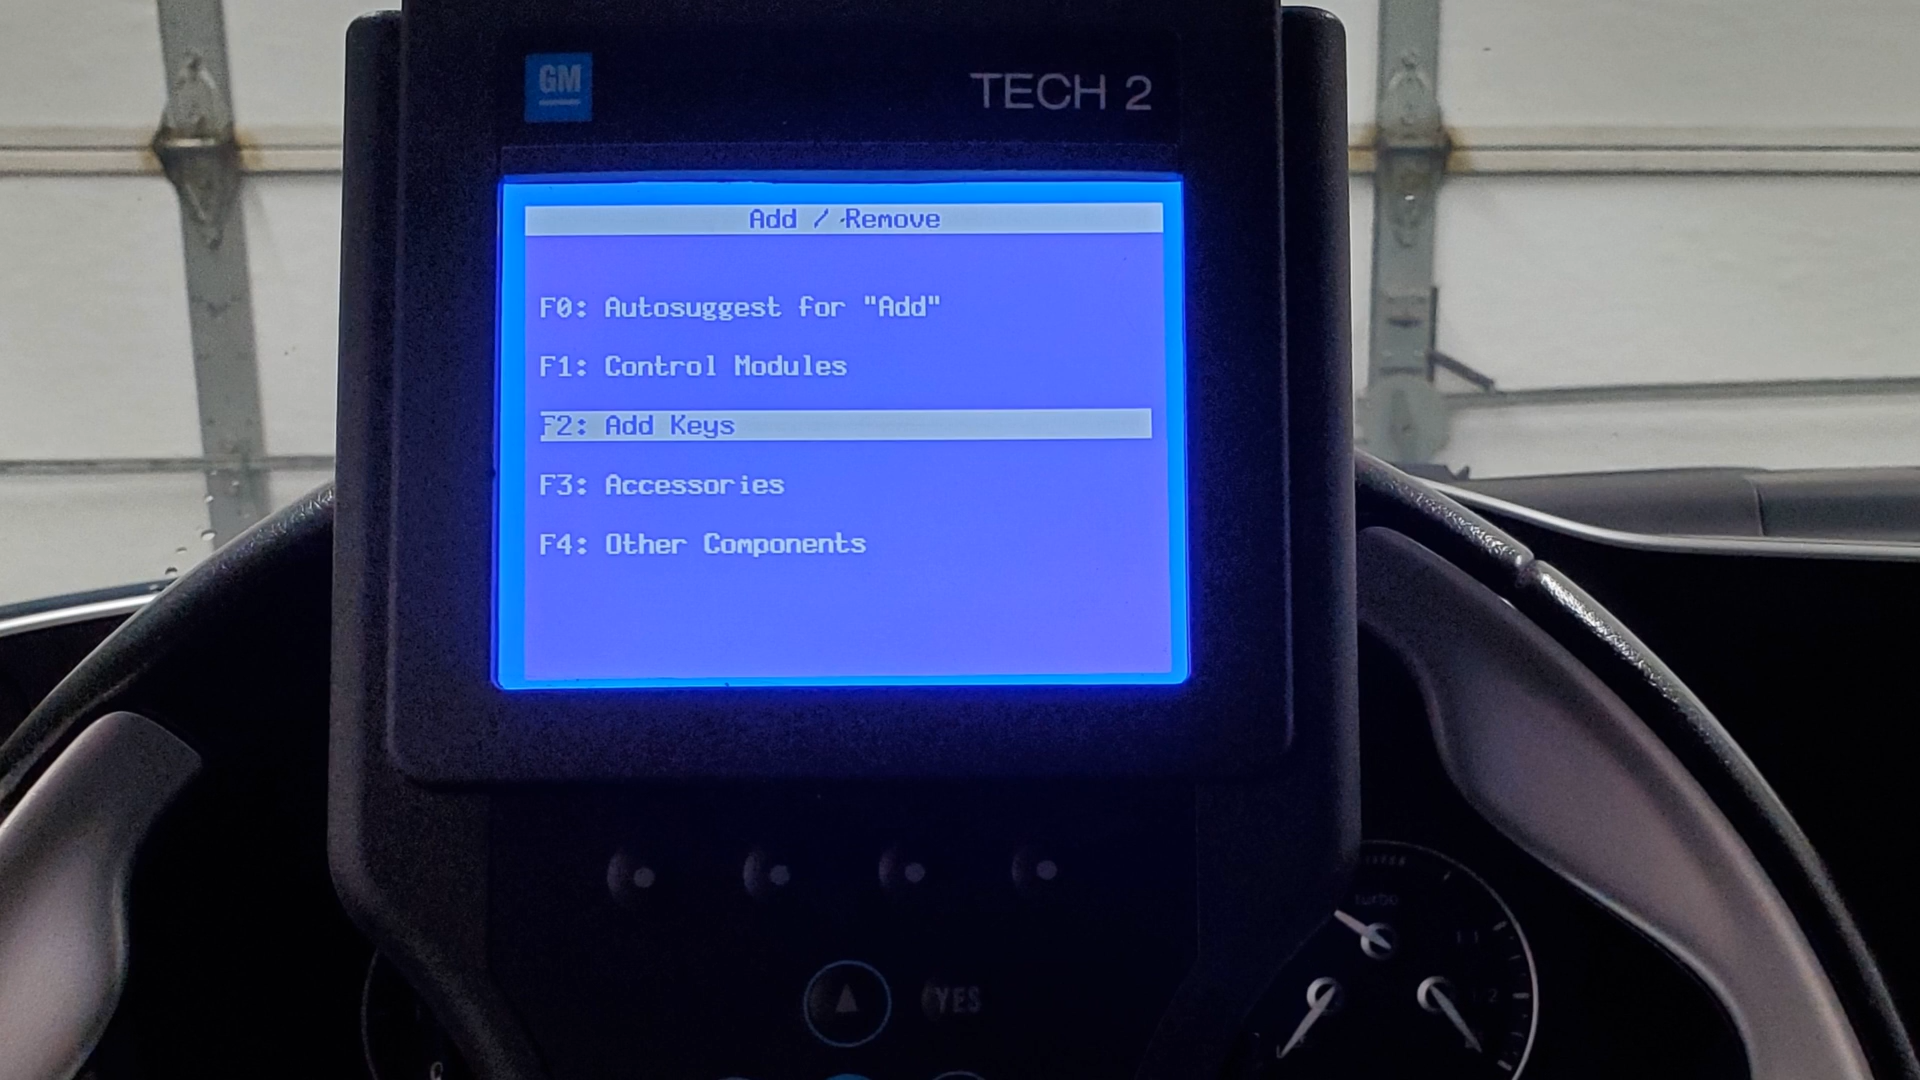 GM
TECH 2
Add / Remove
F0: Autosuggest for "Add"
F1: Control Modules
F2: Add Keys
F3: Accessories
F4: Other Components
YES
TURBO